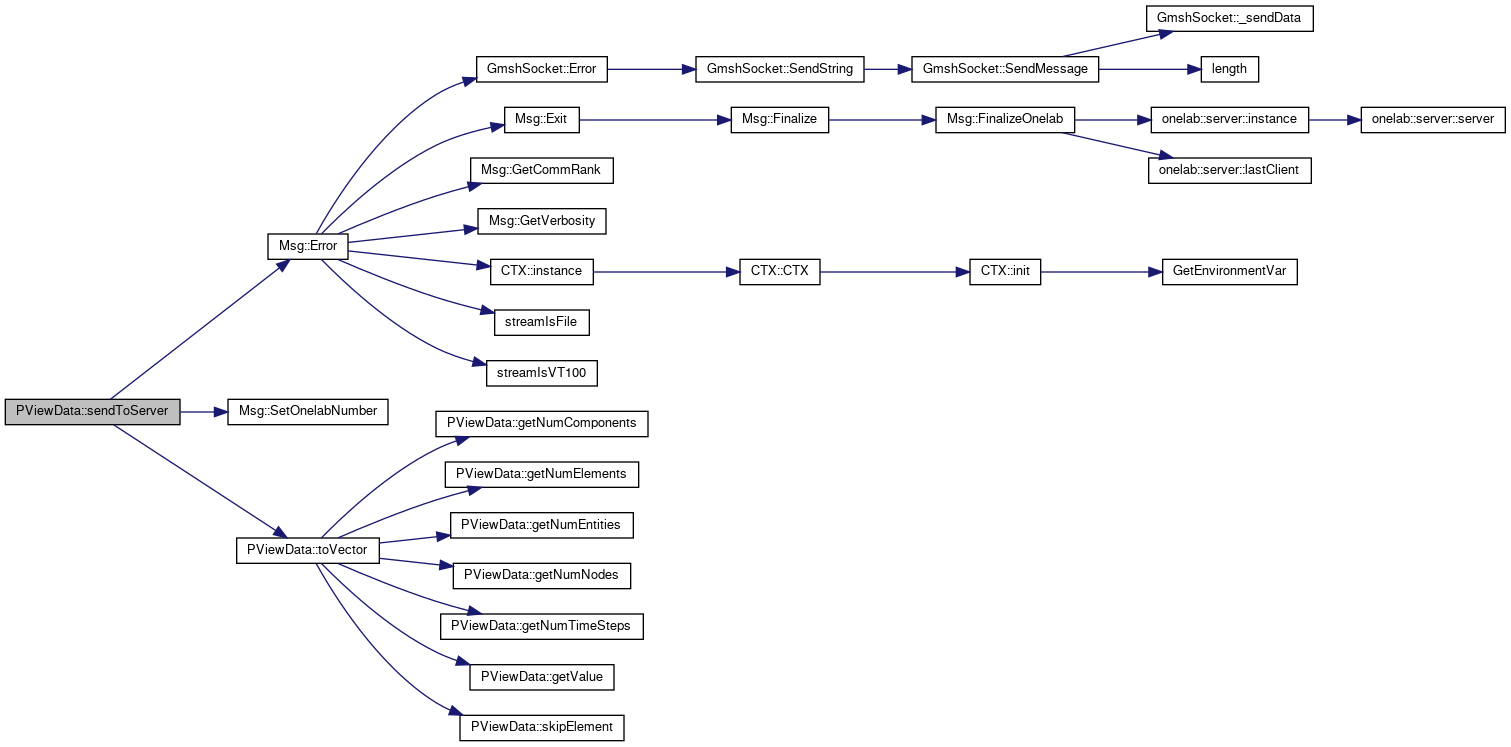 GmshSocket::_sendData
GmshSocket::Error
GmshSocket::SendString
GmshSocket::SendMessage
length
Msg::Exit
Msg::Finalize
Msg::FinalizeOnelab
onelab::server::instance
onelab::server::server
Msg::GetCommRank
onelab::server::lastClient
Msg::GetVerbosity
Msg::Error
CTX::instance
CTX::CTX
CTX::init
GetEnvironmentVar
streamIsFile
streamIsVT100
PViewData::sendToServer
Msg::SetOnelabNumber
PViewData::getNumComponents
PViewData::getNumElements
PViewData::getNumEntities
PViewData::toVector
PViewData::getNumNodes
PViewData::getNumTimeSteps
PViewData::getValue
PViewData::skipElement